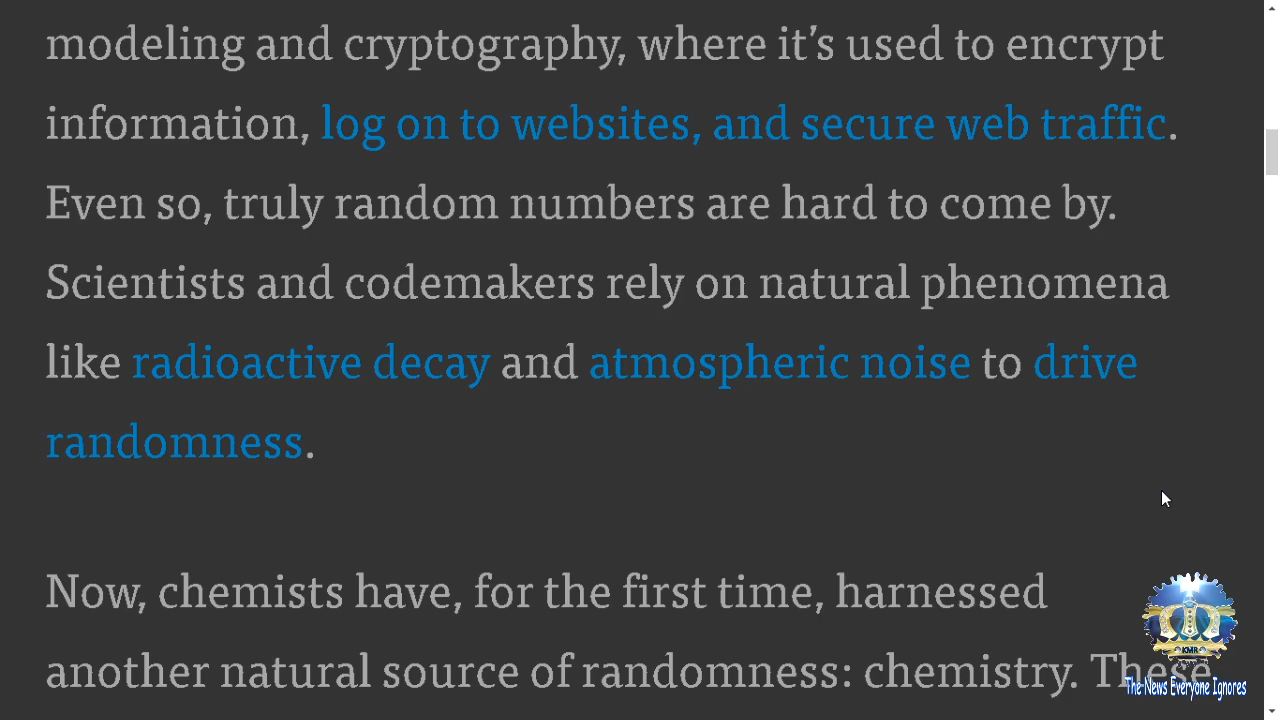 modeling and cryptography, where it’s used to encrypt
information, log on to websites, and secure web traffic.
Even so, truly random numbers are hard to come by.
Scientists and codemakers rely on natural phenomena
like radioactive decay and atmospheric noise to drive
randomness.
Now, chemists have, for the first time, harnessed
another natural source of randomness: chemistry. These
KMR
The News Everyone Ignores